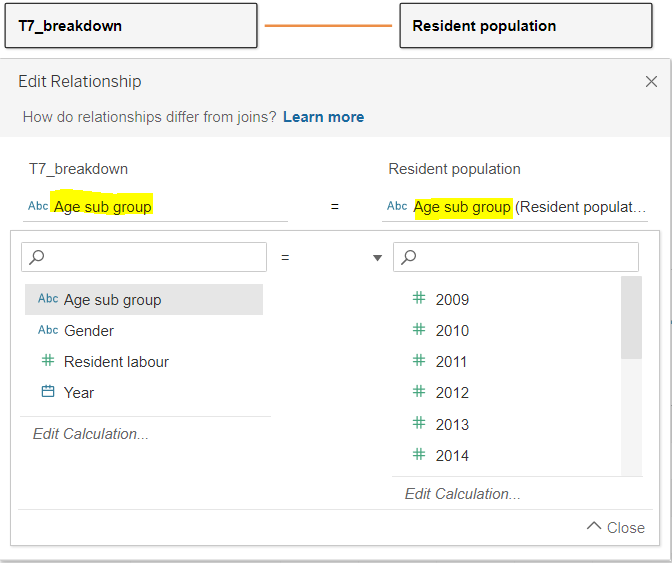 T7_breakdown Resident population
Edit Relationship
How do relationships differ from joins? Learn more
T7_breakdown Resident population
Abc Age sub group = Abc Age sub group (Resident populat...
=
Abc Age sub group # 2009
Abc Gender # 2010
# Resident labour # 2011
Year # 2012
# 2013
Edit Calculation... # 2014
Edit Calculation...
Close